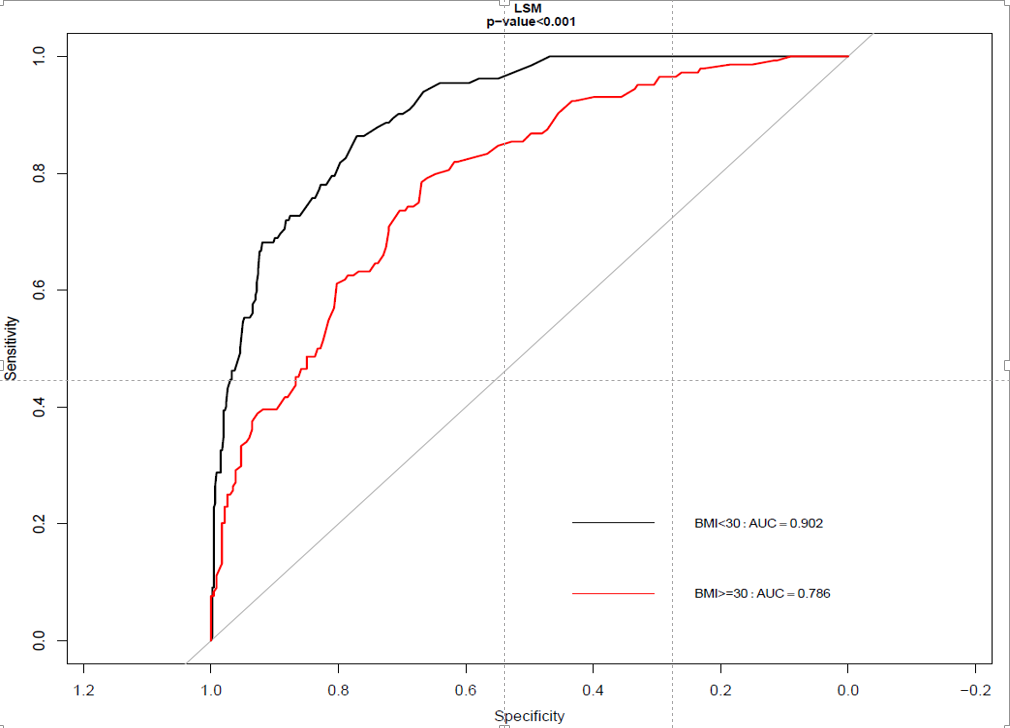 LSM
p−value<0.001
1.0
0.8
0.6
0.4
0.2
0.0
Sensitivity
BMI<30 : AUC = 0.902
BMI>=30 : AUC = 0.786
1.2 1.0 0.8 0.6 0.4 0.2 0.0 −0.2
Specificity